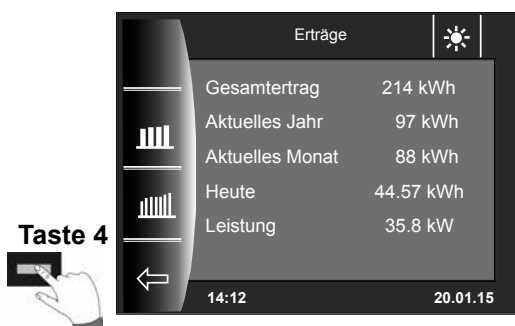 Erträge
Gesamtertrag 214 kWh
Aktuelles Jahr 97 kWh
Aktuelles Monat 88 kWh
Heute 44.57 kWh
Leistung 35.8 kW
Taste 4
14:12 20.01.15